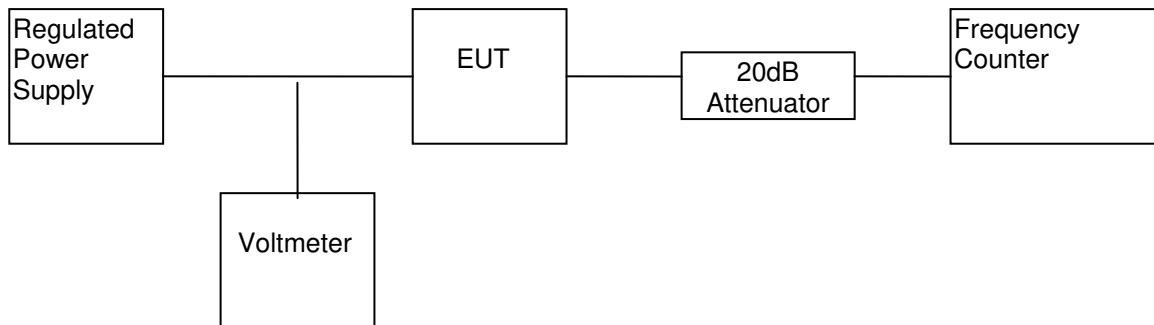 Regulated
Power
Supply
EUT
20dB
Attenuator
Frequency
Counter
Voltmeter